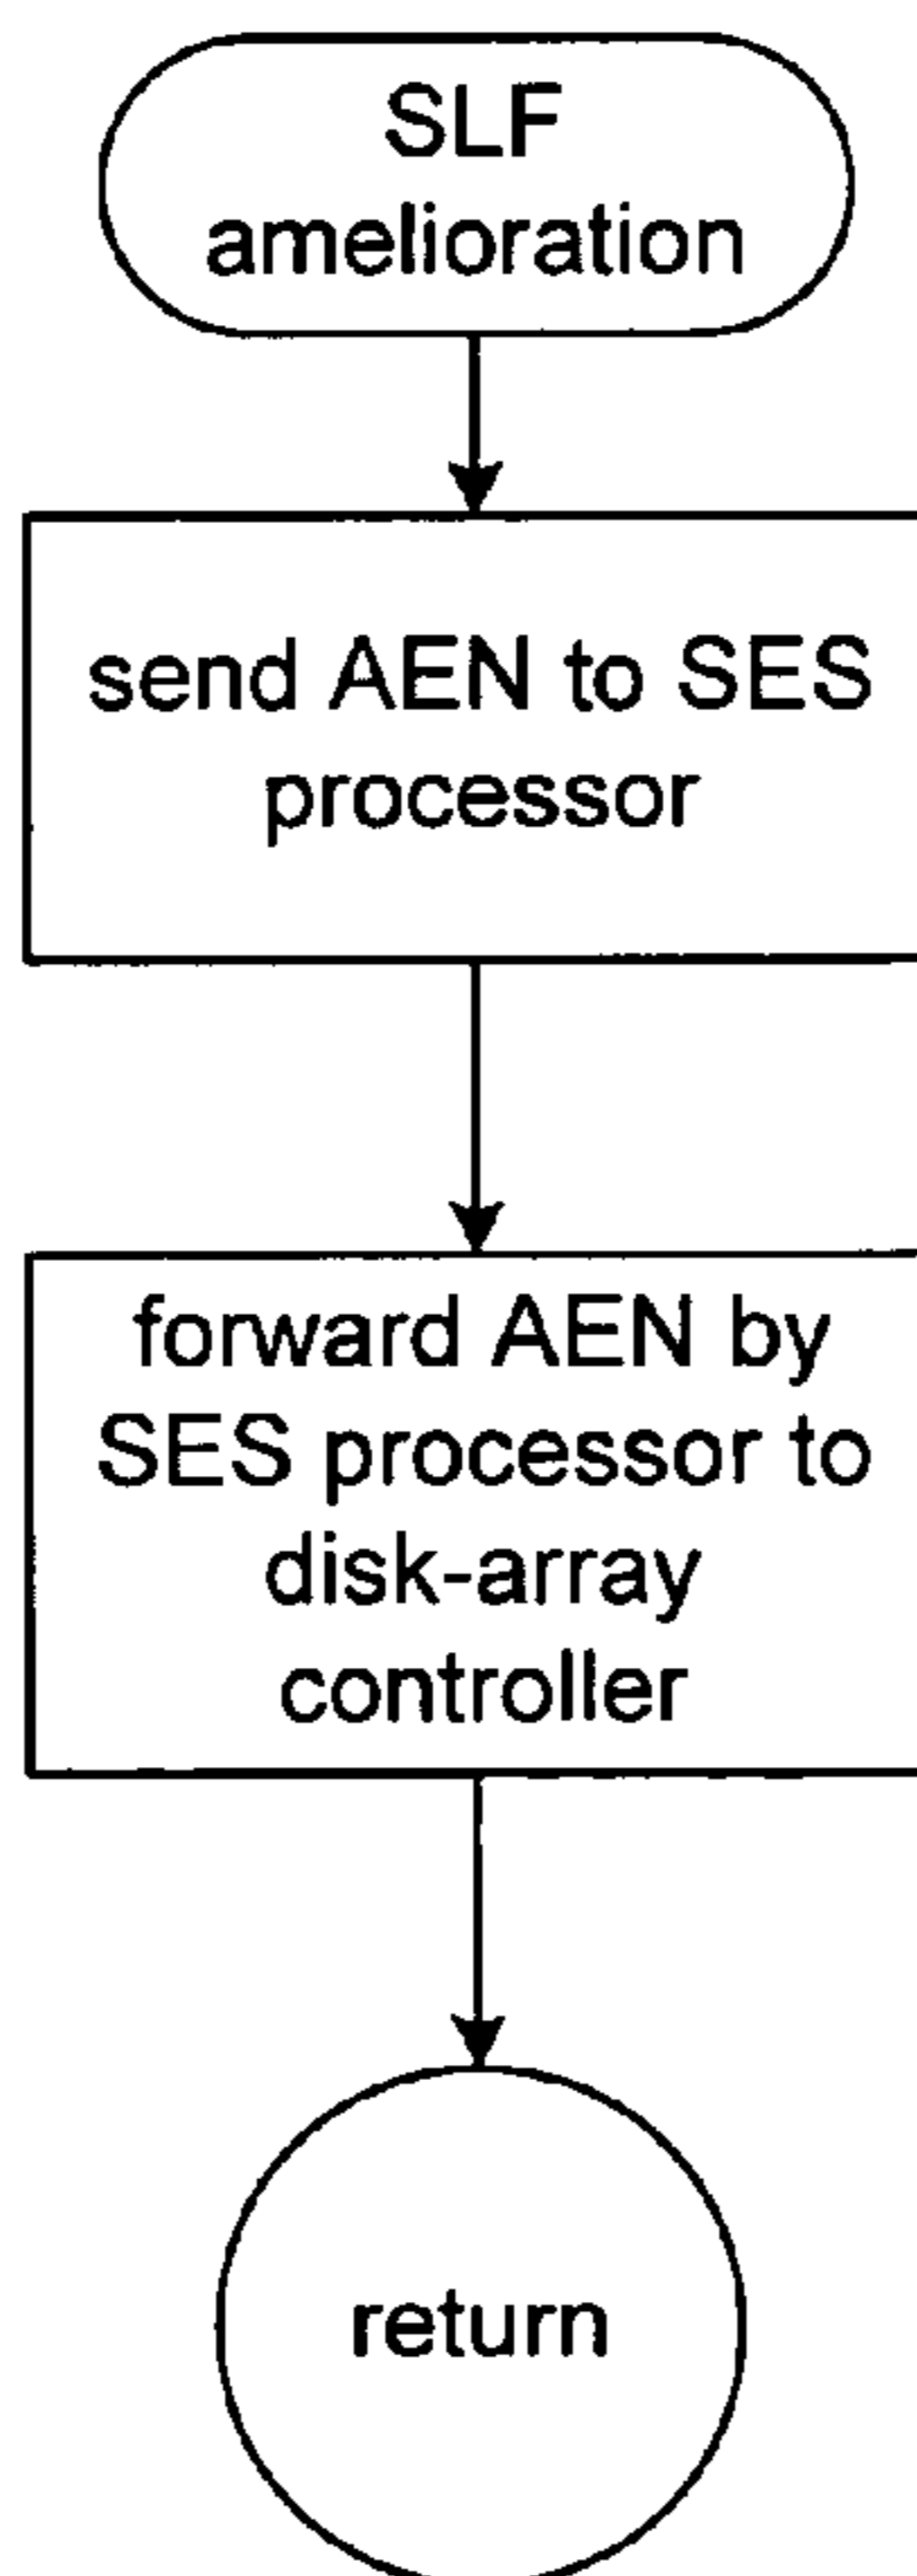 SLF
amelioration
send AEN to SES
processor
forward AEN by
SES processor to
disk-array
controller
return